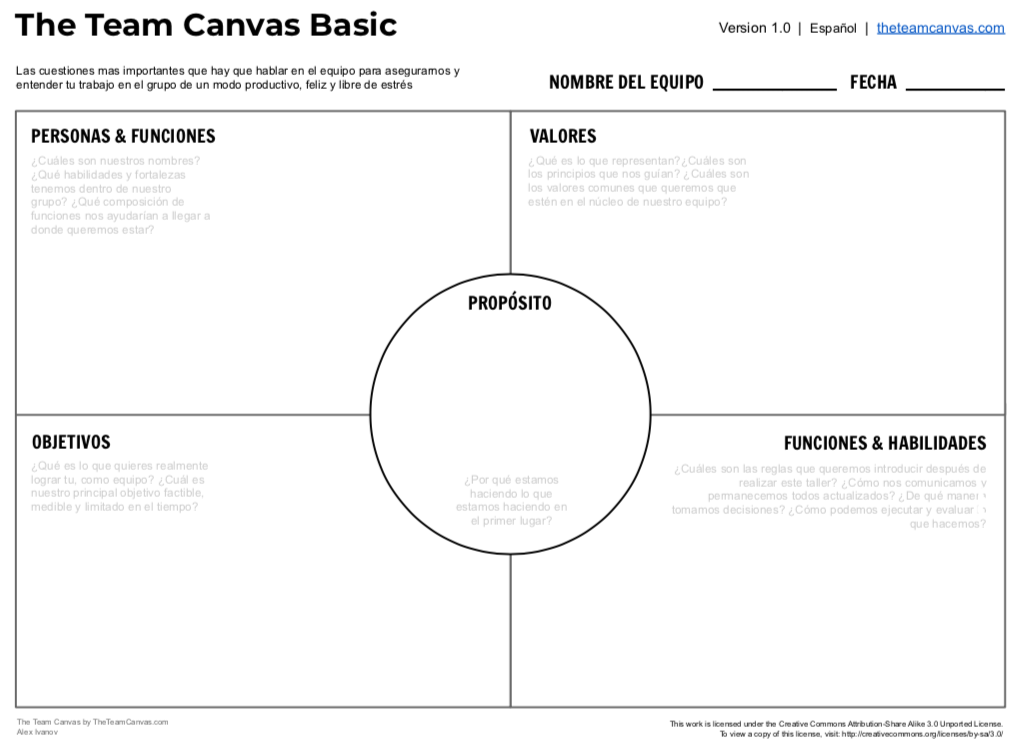 The Team Canvas Basic
Version 1.0 | Español | theteamcanvas.com
Las cuestiones mas importantes que hay que hablar en el equipo para asegurarnos y
entender tu trabajo en el grupo de un modo productivo, feliz y libre de estrés
NOMBRE DEL EQUIPO
FECHA
PERSONAS & FUNCIONES
¿Cuáles son nuestros nombres?
¿Qué habilidades y fortalezas
tenemos dentro de nuestro
grupo? ¿Qué composición de
funciones nos ayudarían a llegar a
donde queremos estar?
VALORES
¿Qué es lo que representan?¿Cuáles son
los principios que nos guían? ¿Cuáles son
los valores comunes que queremos que
estén en el núcleo de nuestro equipo?
PROPÓSITO
¿Por qué estamos
haciendo lo que
estamos haciendo en
el primer lugar?
OBJETIVOS
¿Qué es lo que quieres realmente
lograr tu, como equipo? ¿Cuál es
nuestro principal objetivo factible,
medible y limitado en el tiempo?
FUNCIONES & HABILIDADES
¿Cuáles son las reglas que queremos introducir después de
realizar este taller? ¿Cómo nos comunicamos y
permanecemos todos actualizados? ¿De qué
tomamos decisiones? ¿Cómo podemos ejecutar y evaluar
que hacemos?
The Team Canvas by TheTeamCanvas.com
Alex Ivanov
This work is licensed under the Creative Commons Attribution-Share Alike 3.0 Unported License.
To view a copy of this license, visit: http://creativecommons.org/licenses/by-sa/3.0/